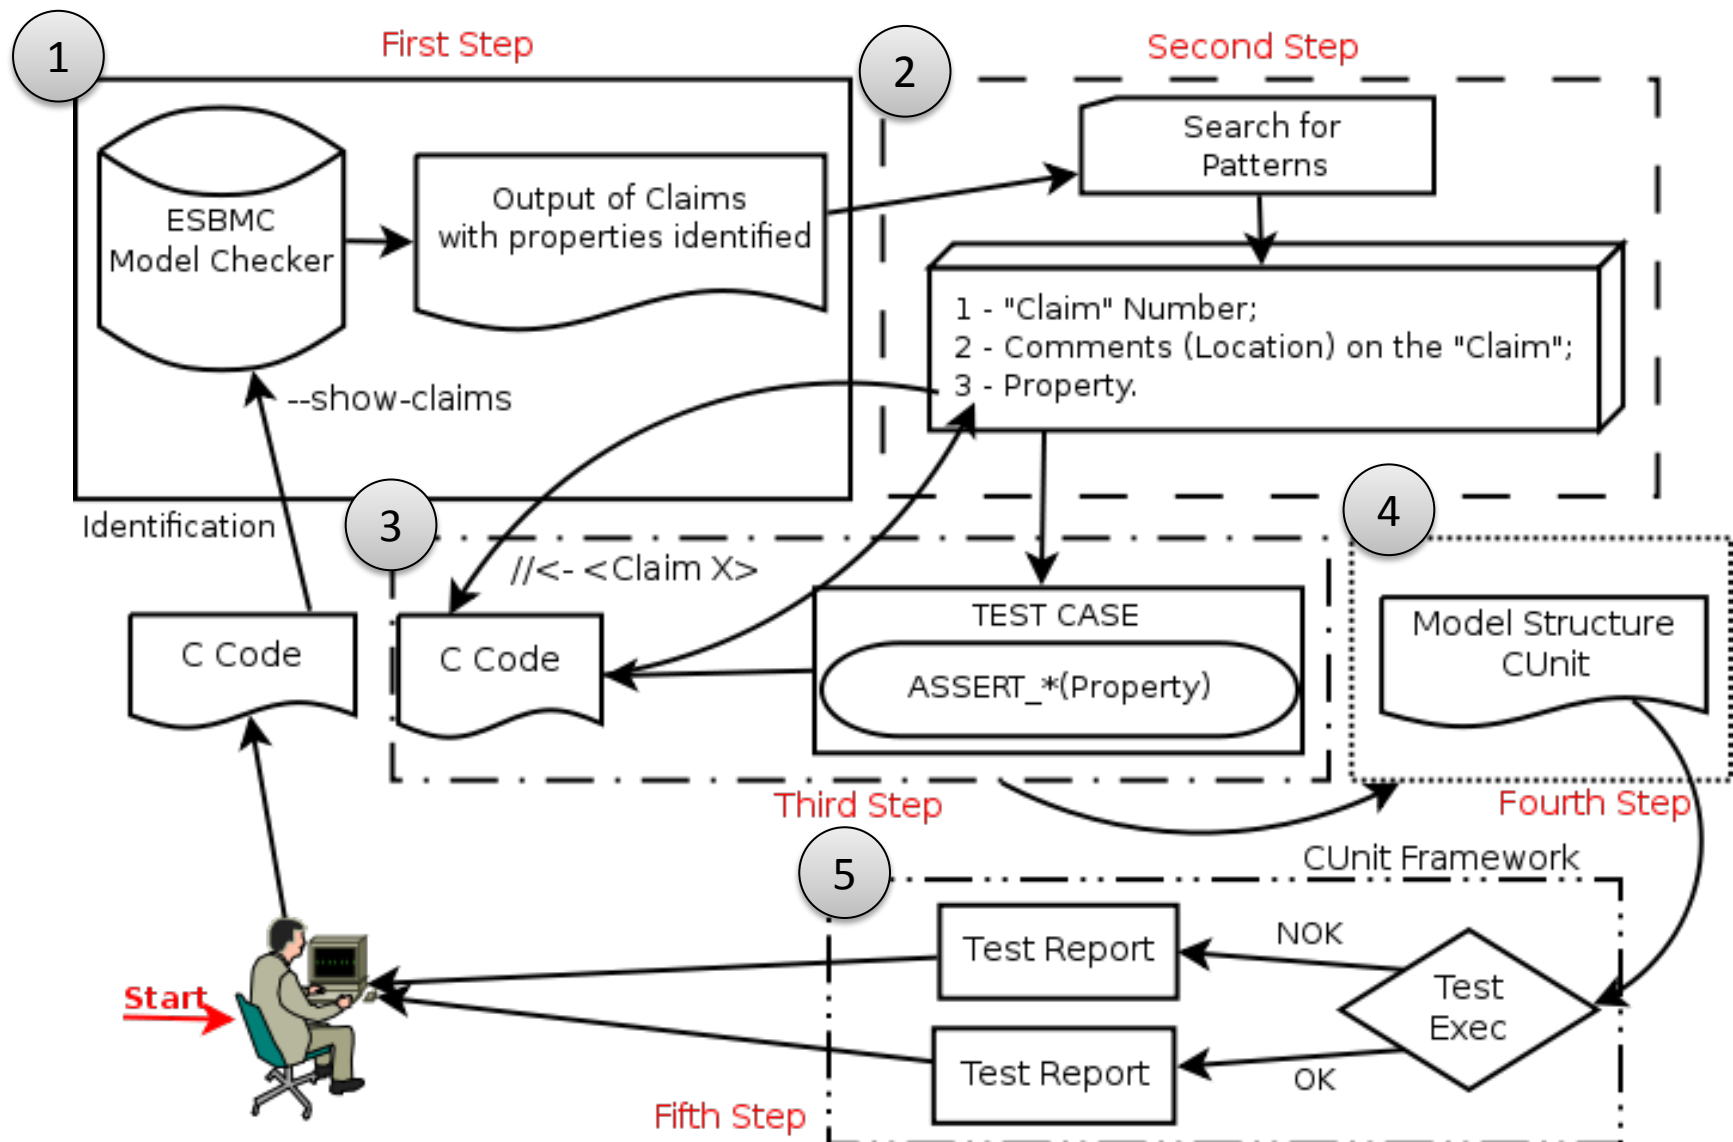 1
First Step
2
Second Step
Search for
Patterns
ESBMC
Model Checker
Output of Claims
with properties identified
1 - "Claim" Number;
2 - Comments (Location) on the "Claim";
3 - Property.
--show-claims
Identification
3
4
//<- <Claim X>
C Code
C Code
TEST CASE
ASSERT_*(Property)
Model Structure
CUnit
Third Step
Fourth Step
5
CUnit Framework
Test Report
NOK
Test
Exec
Start
Test Report
OK
Fifth Step